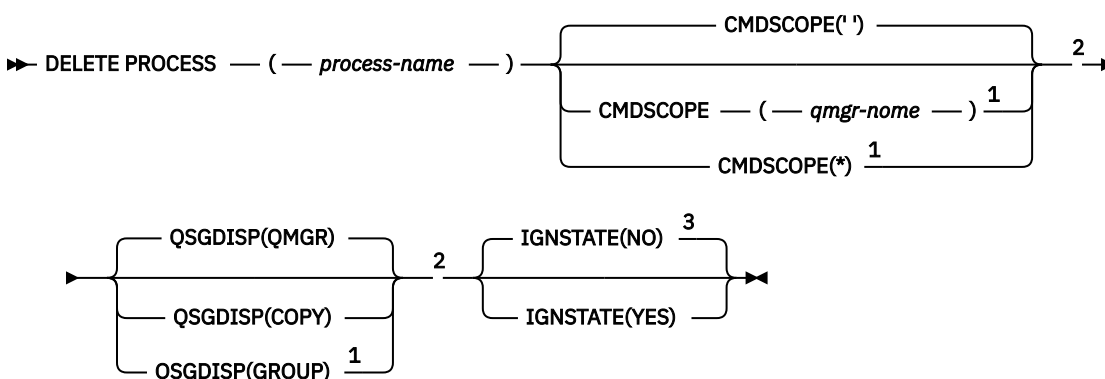 CMDSCOPE(' ')
DELETE PROCESS ( process-name ) 2
CMDSCOPE ( qmgr-nome ) 1
CMDSCOPE(*) 1
QSGDISP(QMGR) IGNSTATE(NO) 3
2
QSGDISP(COPY) IGNSTATE(YES)
QSGDISP(GROUP) 1